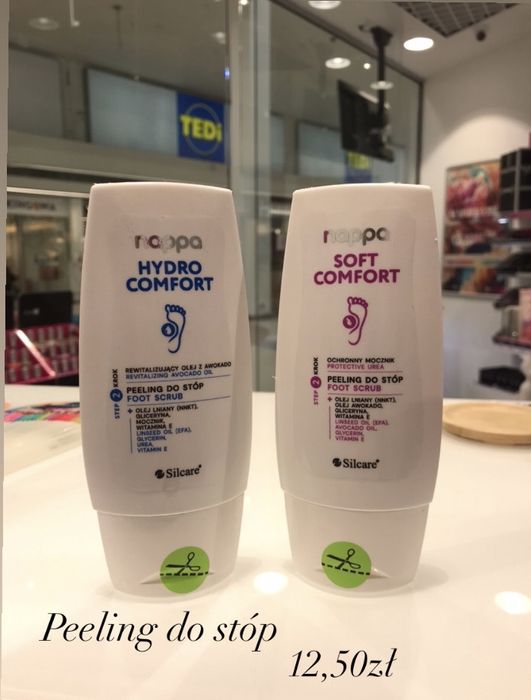 TEDi
nappa
HYDRO
COMFORT
REWITALIZUJĄCY OLEJ Z AWOKADO
REVITALIZING AVOCADO OIL
STEP 2 KROK
PEELING DO STÓP
FOOT SCRUB
+ OLEJ LNIANY (NNKT),
GLICERYNA,
MOCZNIK,
WITAMINA E
LINSEED OIL (EFA),
GLYCERIN,
UREA,
VITAMIN E
Silcare
nappa
SOFT
COMFORT
OCHRONNY MOCZNIK
PROTECTIVE UREA
STEP 2 KROK
PEELING DO STÓP
FOOT SCRUB
+ OLEJ LNIANY (NNKT),
OLEJ AWOKADO,
GLICERYNA,
WITAMINA E
LINSEED OIL (EFA),
AVOCADO OIL,
GLYCERIN,
VITAMIN E
Silcare
Peeling do stóp
12,50zł